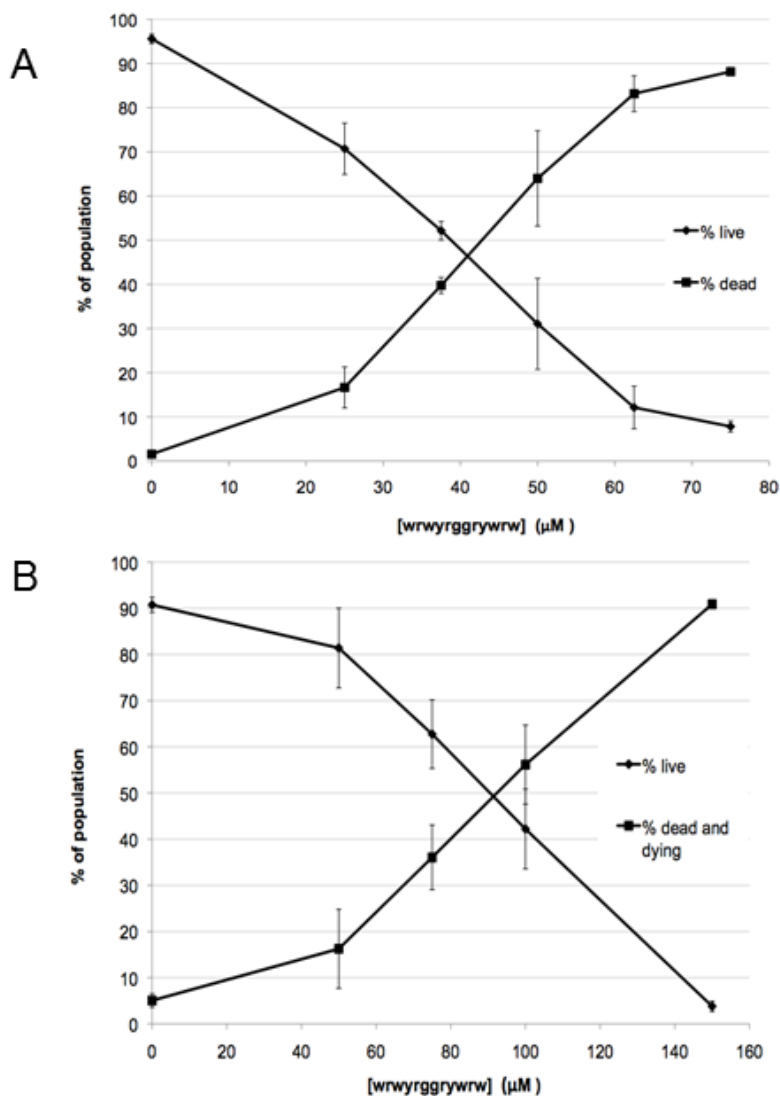 A
100
90
80
70
60
50
40
30
20
10
0
% of population
% live
% dead
0 10 20 30 40 50 60 70 80
[wrwyrggrywrw] (μM )
B
100
90
80
70
60
50
40
30
20
10
0
% of population
% live
% dead and
dying
0 20 40 60 80 100 120 140 160
[wrwyrggrywrw] (μM )